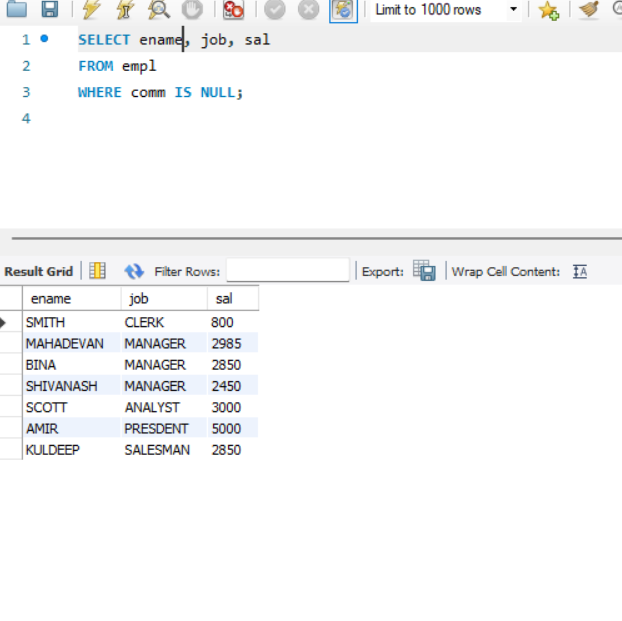 Limit to 1000 rows
1 SELECT ename, job, sal
2 FROM empl
3 WHERE comm IS NULL;
4
Result Grid Filter Rows: Export: Wrap Cell Content:
ename job sal
SMITH CLERK 800
MAHADEVAN MANAGER 2985
BINA MANAGER 2850
SHIVANASH MANAGER 2450
SCOTT ANALYST 3000
AMIR PRESDENT 5000
KULDEEP SALESMAN 2850